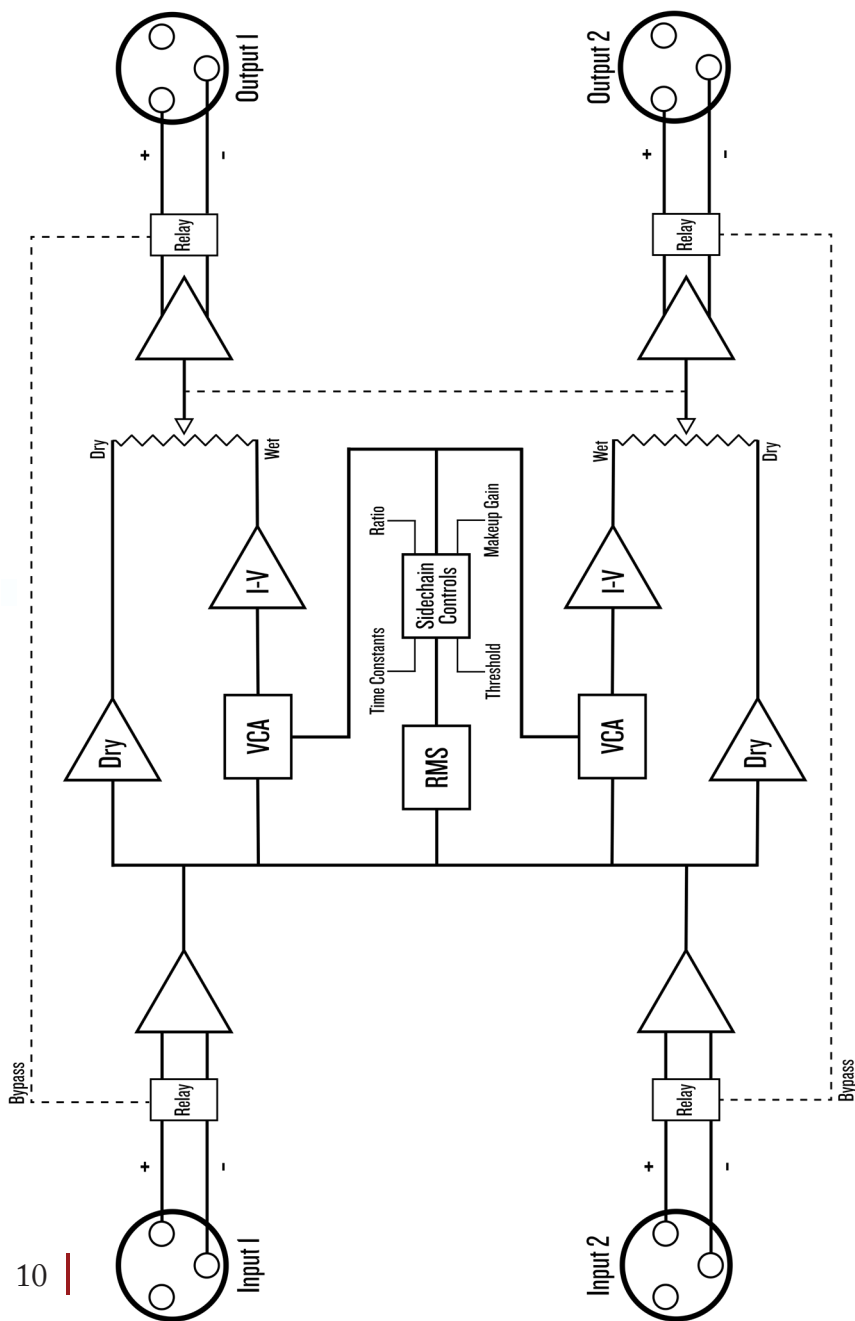 Bypass
Input 1
+
-
Relay
Relay
+
-
Output 1
Dry
Dry
VCA
I-V
Wet
RMS
Time Constants
Ratio
Sidechain
Controls
Threshold
Makeup Gain
VCA
I-V
Wet
Dry
Dry
Input 2
+
-
Relay
Relay
+
-
Output 2
Bypass
10